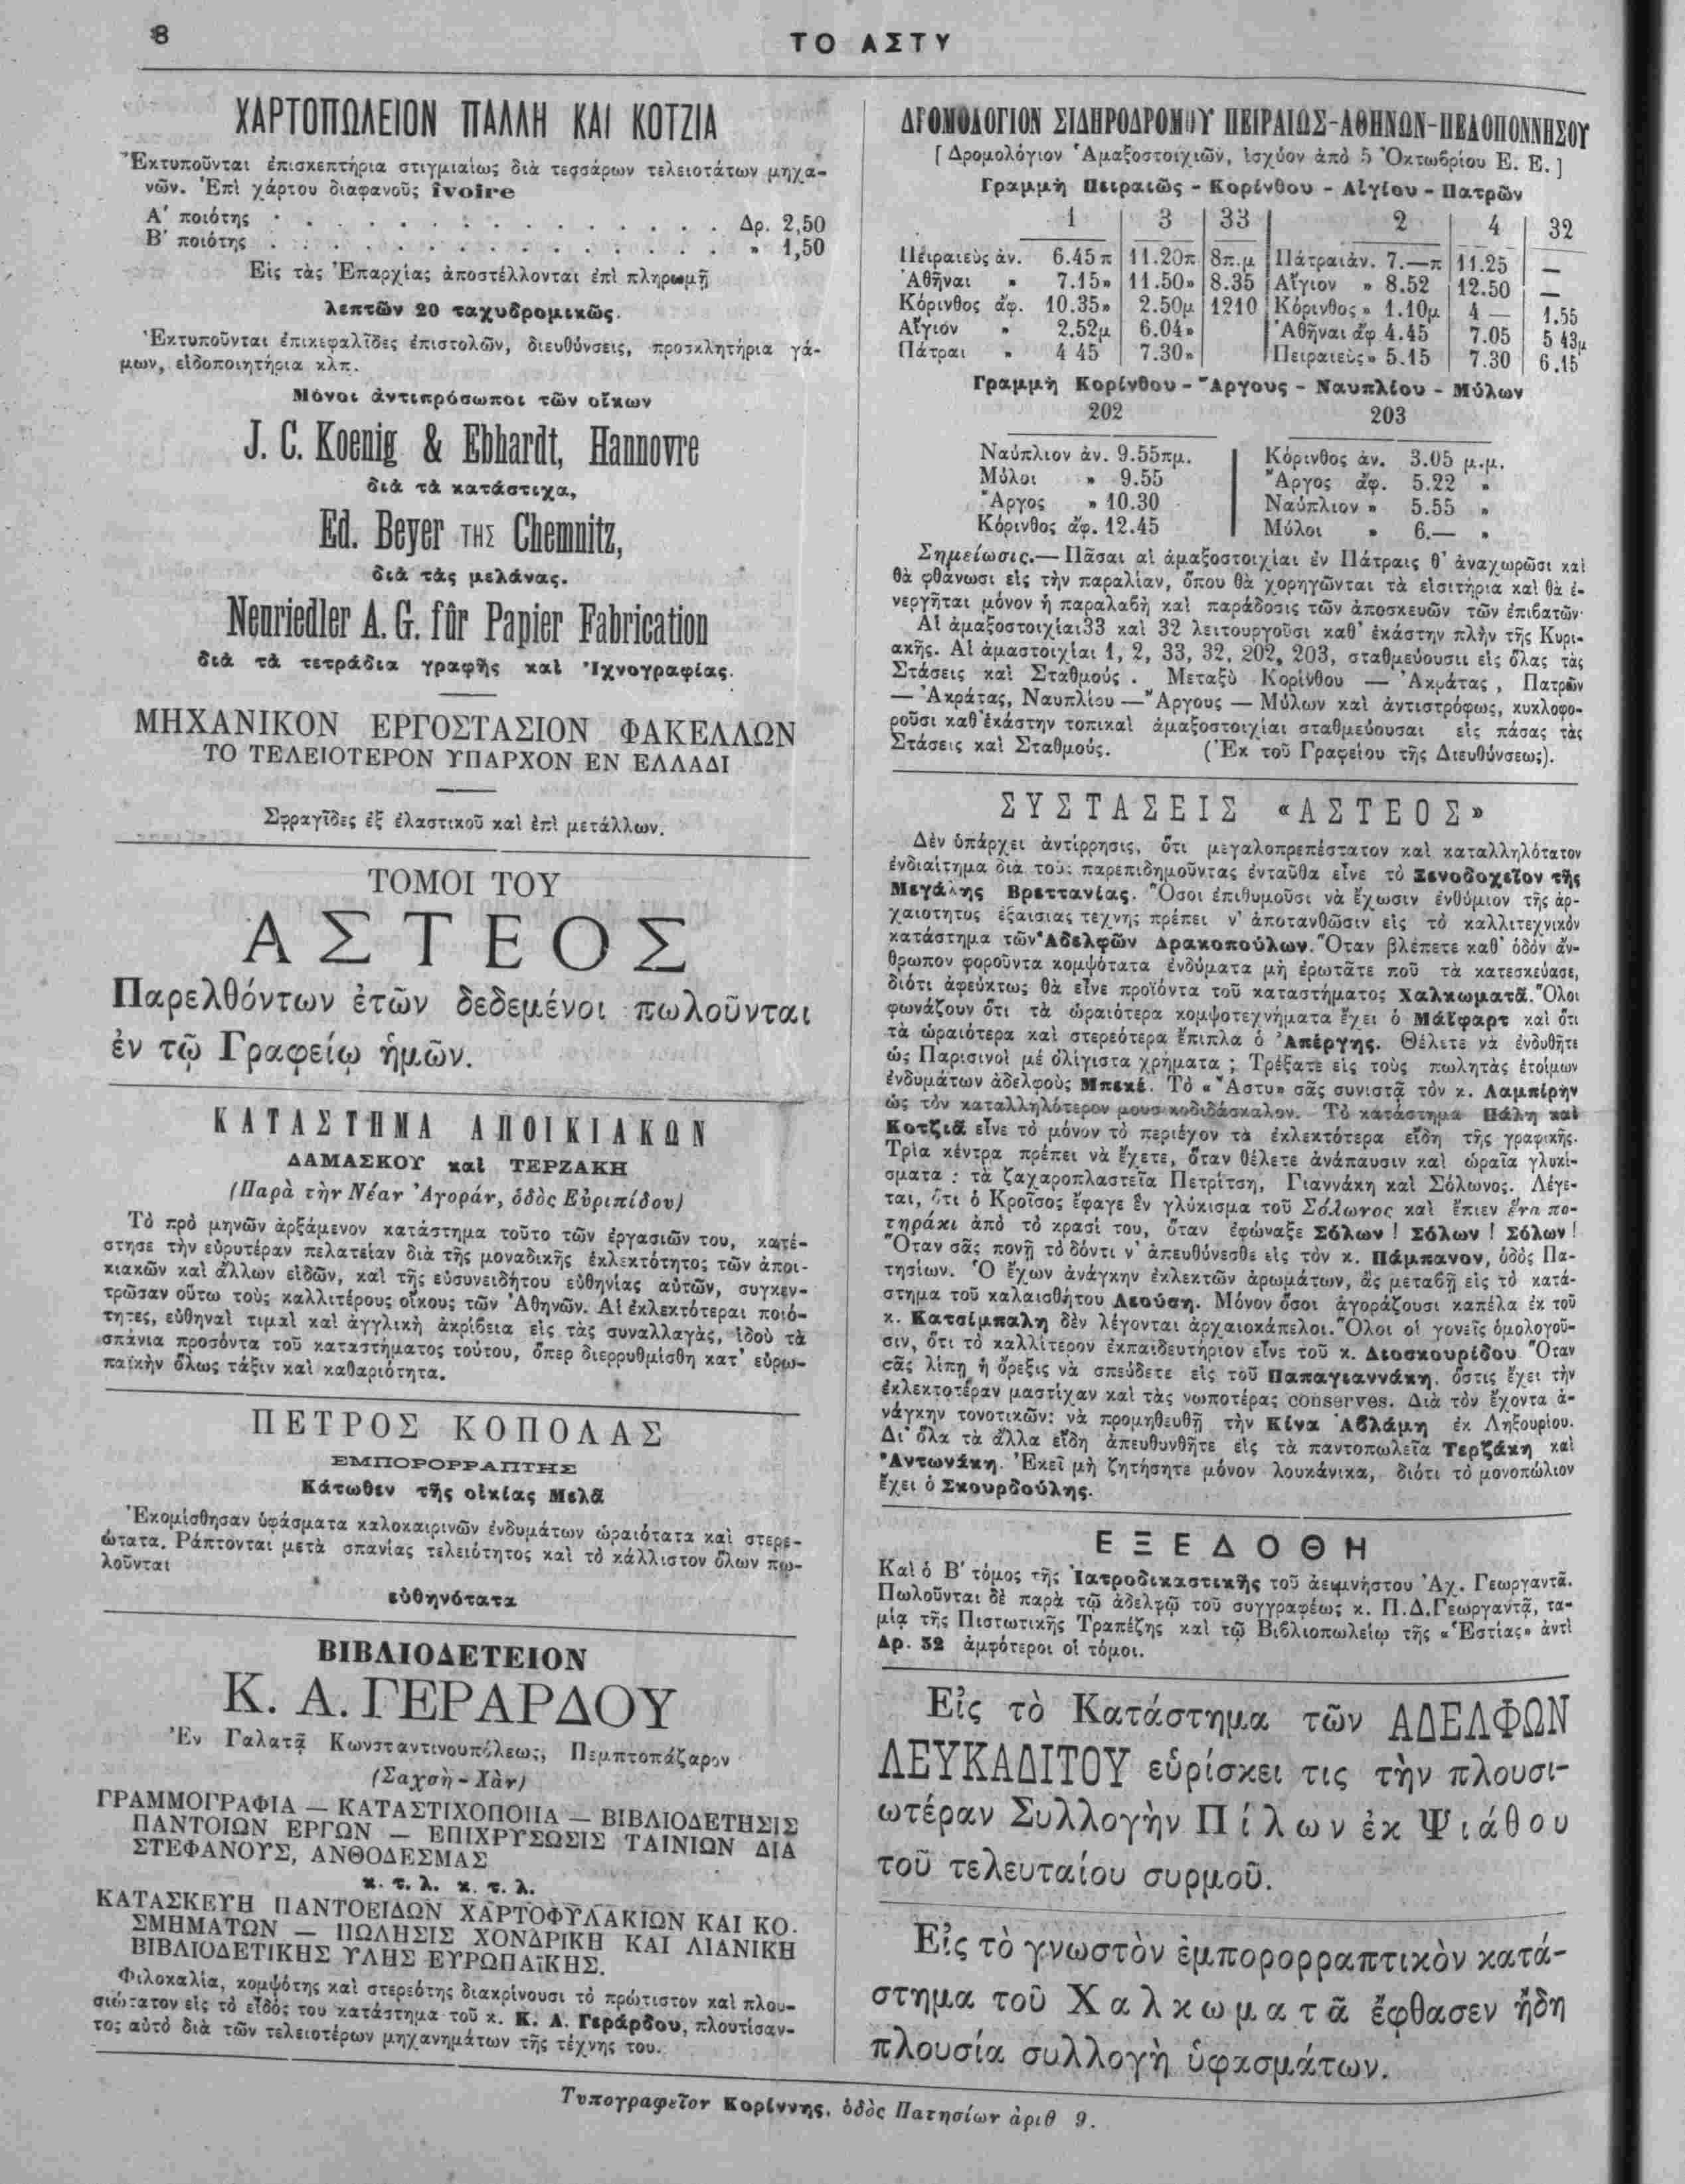 8
ΤΟ ΑΣΤΥ
ΧΑΡΤΟΠΩΛΕΙΟΝ ΠΑΛΛΗ ΚΑΙ ΚΟΤΖΙΑ
Ἐκτυποῦνται ἐπισκεπτήρια στιγμιαίως διὰ τεσσάρων τελειοτάτων μηχα-
νῶν. Ἐπὶ χάρτου διαφανοῦς ivoire
Α' ποιότης . . . . . . . . . . . . . . . Δρ. 2,50
Β' ποιότης . . . . . . . . . . . . . . . » 1,50
Εἰς τὰς Ἐπαρχίας ἀποστέλλονται ἐπὶ πληρωμῇ
λεπτῶν 20 ταχυδρομικῶς.
Ἐκτυποῦνται ἐπικεφαλῖδες ἐπιστολῶν, διευθύνσεις, προσκλητήρια γά-
μων, εἰδοποιητήρια κλπ.
Μόνοι ἀντιπρόσωποι τῶν οἴκων
J. C. Koenig & Ebhardt, Hannovre
διὰ τὰ κατάστιχα,
Ed. Beyer ΤΗΣ Chemnitz,
διὰ τὰς μελάνας.
Neuriedler A. G. fûr Papier Fabrication
διὰ τὰ τετράδια γραφῆς καὶ Ἰχνογραφίας.
ΜΗΧΑΝΙΚΟΝ ΕΡΓΟΣΤΑΣΙΟΝ ΦΑΚΕΛΛΩΝ
ΤΟ ΤΕΛΕΙΟΤΕΡΟΝ ΥΠΑΡΧΟΝ ΕΝ ΕΛΛΑΔΙ
Σφραγῖδες ἐξ ἐλαστικοῦ καὶ ἐπὶ μετάλλων.
ΤΟΜΟΙ ΤΟΥ
ΑΣΤΕΟΣ
Παρελθόντων ἐτῶν δεδεμένοι πωλοῦνται
ἐν τῷ Γραφείῳ ἡμῶν.
ΚΑΤΑΣΤΗΜΑ ΑΠΟΙΚΙΑΚΩΝ
ΔΑΜΑΣΚΟΥ καὶ ΤΕΡΖΑΚΗ
(Παρὰ τὴν Νέαν Ἀγοράν, ὁδὸς Εὐριπίδου)
Τὸ πρὸ μηνῶν ἀρξάμενον κατάστημα τοῦτο τῶν ἐργασιῶν του, κατέ-
στησε τὴν εὐρυτέραν πελατείαν διὰ τῆς μοναδικῆς ἐκλεκτότητος τῶν ἀποι-
κιακῶν καὶ ἄλλων εἰδῶν, καὶ τῆς εὐσυνειδήτου εὐθηνίας αὐτῶν, συγκεν-
τρῶσαν οὕτω τοὺς καλλιτέρους οἴκους τῶν Ἀθηνῶν. Αἱ ἐκλεκτότεραι ποιό-
τητες, εὐθηναὶ τιμαὶ καὶ ἀγγλικὴ ἀκρίβεια εἰς τὰς συναλλαγὰς, ἰδοὺ τὰ
σπάνια προσόντα τοῦ καταστήματος τούτου, ὅπερ διερρυθμίσθη κατ' εὐρω-
παϊκὴν ὅλως τάξιν καὶ καθαριότητα.
ΠΕΤΡΟΣ ΚΟΠΟΛΑΣ
ΕΜΠΟΡΟΡΡΑΠΤΗΣ
Κάτωθεν τῆς οἰκίας Μελᾶ
Ἐκομίσθησαν ὑφάσματα καλοκαιρινῶν ἐνδυμάτων ὡραιότατα καὶ στερε-
ώτατα. Ράπτονται μετὰ σπανίας τελειότητος καὶ τὸ κάλλιστον ὅλων πω-
λοῦνται
εὐθηνότατα
ΒΙΒΛΙΟΔΕΤΕΙΟΝ
Κ. Α. ΓΕΡΑΡΔΟΥ
Ἐν Γαλατᾷ Κωνσταντινουπόλεως, Πεμπτοπάζαρον
(Σαχσὴ - Χὰν)
ΓΡΑΜΜΟΓΡΑΦΙΑ — ΚΑΤΑΣΤΙΧΟΠΟΙΙΑ — ΒΙΒΛΙΟΔΕΤΗΣΙΣ
ΠΑΝΤΟΙΩΝ ΕΡΓΩΝ — ΕΠΙΧΡΥΣΩΣΙΣ ΤΑΙΝΙΩΝ ΔΙΑ
ΣΤΕΦΑΝΟΥΣ, ΑΝΘΟΔΕΣΜΑΣ
κ. τ. λ. κ. τ. λ.
ΚΑΤΑΣΚΕΥΗ ΠΑΝΤΟΕΙΔΩΝ ΧΑΡΤΟΦΥΛΑΚΙΩΝ ΚΑΙ ΚΟ-
ΣΜΗΜΑΤΩΝ — ΠΩΛΗΣΙΣ ΧΟΝΔΡΙΚΗ ΚΑΙ ΛΙΑΝΙΚΗ
ΒΙΒΛΙΟΔΕΤΙΚΗΣ ΥΛΗΣ ΕΥΡΩΠΑΪΚΗΣ.
Φιλοκαλία, κομψότης καὶ στερεότης διακρίνουσι τὸ πρώτιστον καὶ πλου-
σιώτατον εἰς τὸ εἶδός του κατάστημα τοῦ κ. Κ. Α. Γεράρδου, πλουτίσαν-
τος αὐτὸ διὰ τῶν τελειοτέρων μηχανημάτων τῆς τέχνης του.
ΔΡΟΜΟΛΟΓΙΟΝ ΣΙΔΗΡΟΔΡΟΜΟΥ ΠΕΙΡΑΙΩΣ-ΑΘΗΝΩΝ-ΠΕΛΟΠΟΝΝΗΣΟΥ
[ Δρομολόγιον Ἁμαξοστοιχιῶν, ἰσχύον ἀπὸ 5 Ὀκτωβρίου Ε. Ε. ]
Γραμμὴ Πειραιῶς - Κορίνθου - Αἰγίου - Πατρῶν
1 3 33 2 4 32
Πειραιεὺς ἀν. 6.45π 11.20π 8π.μ Πάτραι ἀν. 7.—π 11.25 —
Ἀθῆναι » 7.15» 11.50» 8.35 Αἴγιον » 8.52 12.50 —
Κόρινθος ἀφ. 10.35» 2.50μ 1210 Κόρινθος » 1.10μ 4 — 1.55
Αἴγιον » 2.52μ 6.04» Ἀθῆναι ἀφ 4.45 7.05 5 43μ
Πάτραι » 4 45 7.30» Πειραιεὺς» 5.15 7.30 6.15
Γραμμὴ Κορίνθου - Ἄργους - Ναυπλίου - Μύλων
202 203
Ναύπλιον ἀν. 9.55πμ. Κόρινθος ἀν. 3.05 μ.μ.
Μύλοι » 9.55 Ἄργος ἀφ. 5.22 »
Ἄργος » 10.30 Ναύπλιον » 5.55 »
Κόρινθος ἀφ. 12.45 Μύλοι » 6.— »
Σημείωσις.— Πᾶσαι αἱ ἁμαξοστοιχίαι ἐν Πάτραις θ' ἀναχωρῶσι καὶ
θὰ φθάνωσι εἰς τὴν παραλίαν, ὅπου θὰ χορηγῶνται τὰ εἰσιτήρια καὶ θὰ ἐ-
νεργῆται μόνον ἡ παραλαβὴ καὶ παράδοσις τῶν ἀποσκευῶν τῶν ἐπιβατῶν·
Αἱ ἁμαξοστοιχίαι 33 καὶ 32 λειτουργοῦσι καθ' ἑκάστην πλὴν τῆς Κυρι-
ακῆς. Αἱ ἁμαστοιχίαι 1, 2, 33, 32, 202, 203, σταθμεύουσιι εἰς ὅλας τὰς
Στάσεις καὶ Σταθμούς. Μεταξὺ Κορίνθου — Ἀκράτας, Πατρῶν
— Ἀκράτας, Ναυπλίου — Ἄργους — Μύλων καὶ ἀντιστρόφως, κυκλοφο-
ροῦσι καθ' ἑκάστην τοπικαὶ ἁμαξοστοιχίαι σταθμεύουσαι εἰς πάσας τὰς
Στάσεις καὶ Σταθμούς. (Ἐκ τοῦ Γραφείου τῆς Διευθύνσεως).
ΣΥΣΤΑΣΕΙΣ «ΑΣΤΕΟΣ»
Δὲν ὑπάρχει ἀντίρρησις, ὅτι μεγαλοπρεπέστατον καὶ καταλληλότατον
ἐνδιαίτημα διὰ τοὺς παρεπιδημοῦντας ἐνταῦθα εἶνε τὸ Ξενοδοχεῖον τῆς
Μεγάλης Βρεττανίας. Ὅσοι ἐπιθυμοῦσι νὰ ἔχωσιν ἐνθύμιον τῆς ἀρ-
χαιοτητος ἐξαισίας τέχνης πρέπει ν' ἀποτανθῶσιν εἰς τὸ καλλιτεχνικὸν
κατάστημα τῶν Ἀδελφῶν Δρακοπούλων. Ὅταν βλέπετε καθ' ὁδὸν ἄν-
θρωπον φοροῦντα κομψότατα ἐνδύματα μὴ ἐρωτᾶτε ποῦ τὰ κατεσκεύασε,
διότι ἀφεύκτως θὰ εἶνε προϊόντα τοῦ καταστήματος Χαλκωματᾶ. Ὅλοι
φωνάζουν ὅτι τὰ ὡραιότερα κομψοτεχνήματα ἔχει ὁ Μάϊφαρτ καὶ ὅτι
τὰ ὡραιότερα καὶ στερεότερα ἔπιπλα ὁ Ἀπέργης. Θέλετε νὰ ἐνδυθῆτε
ὡς Παρισινοὶ μὲ ὀλίγιστα χρήματα ; Τρέξατε εἰς τοὺς πωλητὰς ἑτοίμων
ἐνδυμάτων ἀδελφοὺς Μπεκέ. Τὸ «Ἄστυ» σᾶς συνιστᾷ τὸν κ. Λαμπίρην
ὡς τὸν καταλληλότερον μουσικοδιδάσκαλον. Τὸ κατάστημα Πάλη καὶ
Κοτζιᾶ εἶνε τὸ μόνον τὸ περιέχον τὰ ἐκλεκτότερα εἴδη τῆς γραφικῆς.
Τρία κέντρα πρέπει νὰ ἔχετε, ὅταν θέλετε ἀνάπαυσιν καὶ ὡραῖα γλυκί-
σματα : τὰ ζαχαροπλαστεῖα Πετρίτση, Γιαννάκη καὶ Σόλωνος. Λέγε-
ται, ὅτι ὁ Κροῖσος ἔφαγε ἓν γλύκισμα τοῦ Σόλωνος καὶ ἔπιεν ἕνα πο-
τηράκι ἀπὸ τὸ κρασί του, ὅταν ἐφώναξε Σόλων ! Σόλων ! Σόλων !
Ὅταν σᾶς πονῇ τὸ δόντι ν' ἀπευθύνεσθε εἰς τὸν κ. Πάμπανον, ὁδὸς Πα-
τησίων. Ὁ ἔχων ἀνάγκην ἐκλεκτῶν ἀρωμάτων, ἂς μεταβῇ εἰς τὸ κατά-
στημα τοῦ καλαισθήτου Λεούση. Μόνον ὅσοι ἀγοράζουσι καπέλα ἐκ τοῦ
κ. Κατσίμπαλη δὲν λέγονται ἀρχαιοκάπελοι. Ὅλοι οἱ γονεῖς ὁμολογοῦ-
σιν, ὅτι τὸ καλλίτερον ἐκπαιδευτήριον εἶνε τοῦ κ. Διοσκουρίδου. Ὅταν
σᾶς λίπῃ ἡ ὄρεξις νὰ σπεύδετε εἰς τοῦ Παπαγιαννάκη, ὅστις ἔχει τὴν
ἐκλεκτοτέραν μαστίχαν καὶ τὰς νωποτέρας conserves. Διὰ τὸν ἔχοντα ἀ-
νάγκην τονοτικῶν: νὰ προμηθευθῇ τὴν Κίνα Ἀβλάμη ἐκ Ληξουρίου.
Δι' ὅλα τὰ ἄλλα εἴδη ἀπευθυνθῆτε εἰς τὰ παντοπωλεῖα Τερζάκη καὶ
Ἀντωνάκη. Ἐκεῖ μὴ ζητήσητε μόνον λουκάνικα, διότι τὸ μονοπώλιον
ἔχει ὁ Σκουρδούλης.
ΕΞΕΔΟΘΗ
Καὶ ὁ Β' τόμος τῆς Ἰατροδικαστικῆς τοῦ ἀειμνήστου Ἀχ. Γεωργαντᾶ.
Πωλοῦνται δὲ παρὰ τῷ ἀδελφῷ τοῦ συγγραφέως κ. Π.Δ.Γεωργαντᾷ, τα-
μίᾳ τῆς Πιστωτικῆς Τραπέζης καὶ τῷ Βιβλιοπωλείῳ τῆς «Ἑστίας» ἀντὶ
Δρ. 32 ἀμφότεροι οἱ τόμοι.
Εἰς τὸ Κατάστημα τῶν ΑΔΕΛΦΩΝ
ΛΕΥΚΑΔΙΤΟΥ εὑρίσκει τις τὴν πλουσι-
ωτέραν Συλλογὴν Πίλων ἐκ Ψιάθου
τοῦ τελευταίου συρμοῦ.
Εἰς τὸ γνωστὸν ἐμπορορραπτικὸν κατά-
στημα τοῦ Χαλκωματᾶ ἔφθασεν ἤδη
πλουσία συλλογὴ ὑφασμάτων.
Τυπογραφεῖον Κορίννης, ὁδὸς Πατησίων ἀριθ 9.